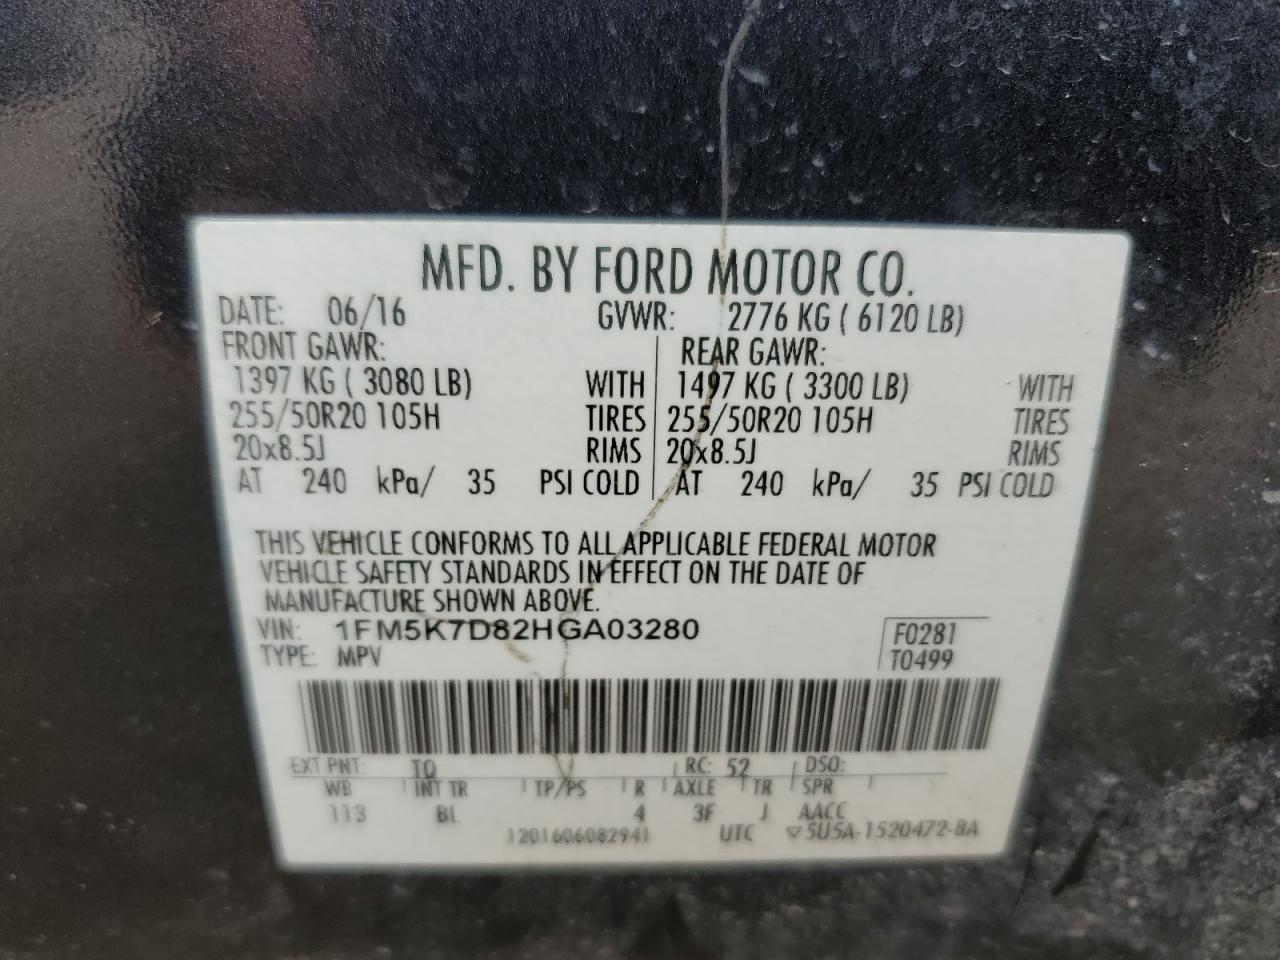 MFD. BY FORD MOTOR CO.
DATE: 06/16 GVWR: 2776 KG ( 6120 LB)
FRONT GAWR: REAR GAWR:
1397 KG ( 3080 LB) WITH 1497 KG ( 3300 LB) WITH
255/50R20 105H TIRES 255/50R20 105H TIRES
20x8.5J RIMS 20x8.5J RIMS
AT 240 kPa/ 35 PSI COLD AT 240 kPa/ 35 PSI COLD
THIS VEHICLE CONFORMS TO ALL APPLICABLE FEDERAL MOTOR
VEHICLE SAFETY STANDARDS IN EFFECT ON THE DATE OF
MANUFACTURE SHOWN ABOVE.
VIN: 1FM5K7D82HGA03280 F0281
TYPE: MPV T0499
EXT PNT: TQ RC: 52 DSO:
WB INT TR TP/PS R AXLE TR SPR
113 BL 4 3F J AACC
1201606082941 UTC ▽5U5A-1520472-BA